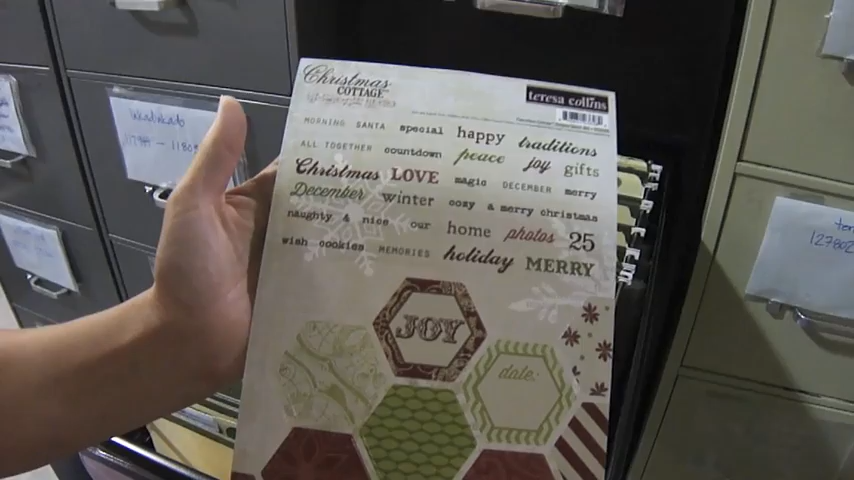 Christmas
COTTAGE
teresa collins
MORNING SANTA special happy traditions
ALL TOGETHER countdown peace joy gifts
Christmas LOVE magic DECEMBER merry
December winter cozy & merry christmas
naughty & nice our home photos 25
wish cookies MEMORIES holiday MERRY
JOY
date: